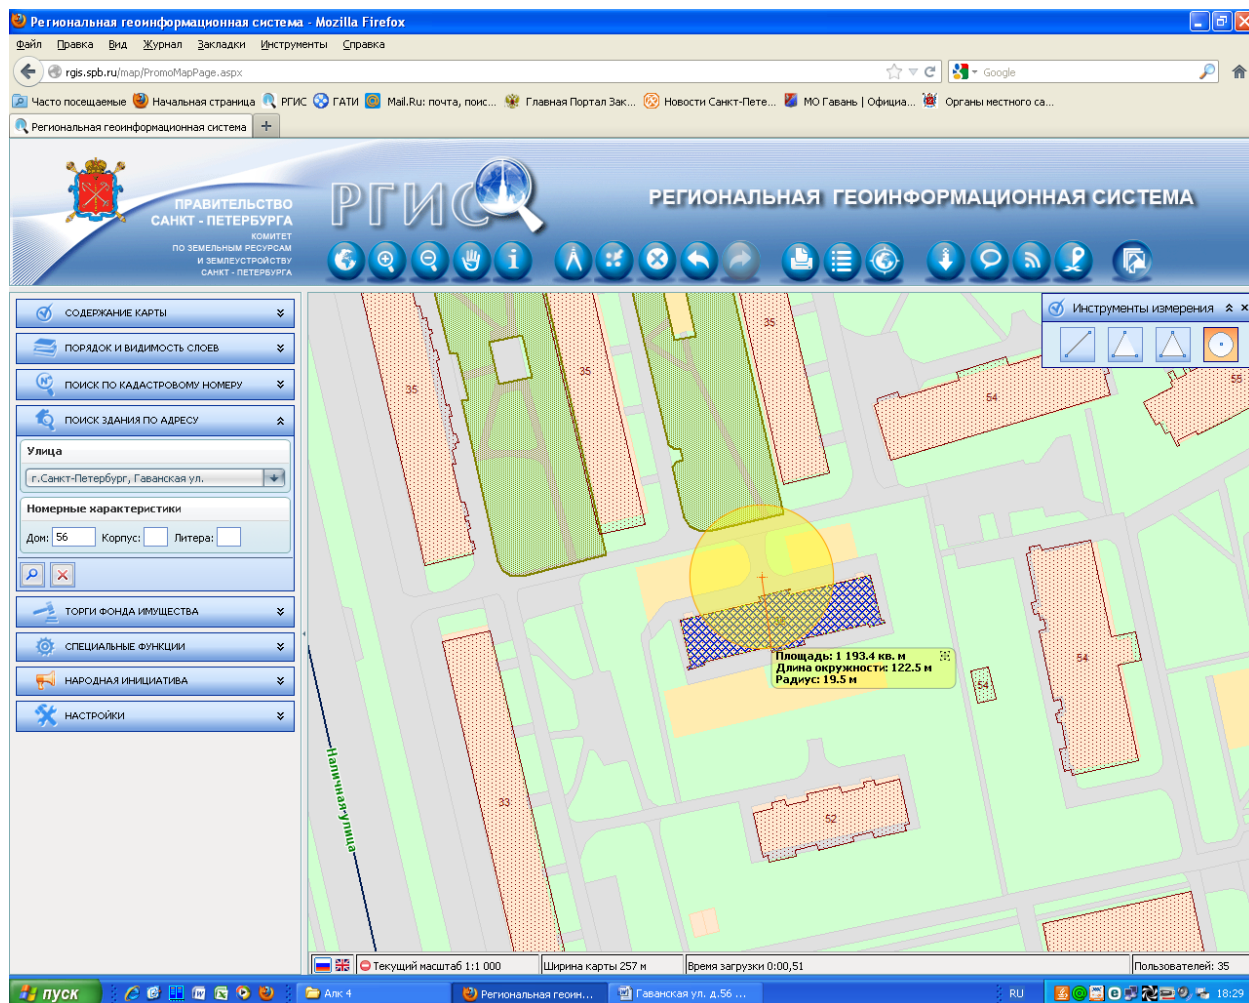 Региональная геоинформационная система - Mozilla Firefox
Файл Правка Вид Журнал Закладки Инструменты Справка
rgis.spb.ru/map/PromoMapPage.aspx
Google
Часто посещаемые Начальная страница РГИС ГАТИ Mail.Ru: почта, поис... Главная Портал Зак... Новости Санкт-Пете... МО Гавань | Официа... Органы местного са...
Региональная геоинформационная система +
ПРАВИТЕЛЬСТВО
САНКТ - ПЕТЕРБУРГА
КОМИТЕТ
ПО ЗЕМЕЛЬНЫМ РЕСУРСАМ
И ЗЕМЛЕУСТРОЙСТВУ
САНКТ - ПЕТЕРБУРГА
РГИС
РЕГИОНАЛЬНАЯ ГЕОИНФОРМАЦИОННАЯ СИСТЕМА
СОДЕРЖАНИЕ КАРТЫ
ПОРЯДОК И ВИДИМОСТЬ СЛОЕВ
ПОИСК ПО КАДАСТРОВОМУ НОМЕРУ
ПОИСК ЗДАНИЯ ПО АДРЕСУ
Улица
г.Санкт-Петербург, Гаванская ул.
Номерные характеристики
Дом: 56 Корпус: Литера:
ТОРГИ ФОНДА ИМУЩЕСТВА
СПЕЦИАЛЬНЫЕ ФУНКЦИИ
НАРОДНАЯ ИНИЦИАТИВА
НАСТРОЙКИ
Инструменты измерения
35
35
35
54
55
54
54
33
52
Площадь: 1 193.4 кв. м
Длина окружности: 122.5 м
Радиус: 19.5 м
Наличная улица
Текущий масштаб 1:1 000
Ширина карты 257 м
Время загрузки 0:00,51
Пользователей: 35
пуск
Алк 4
Региональная геоин...
Гаванская ул. д.56 ...
RU
18:29